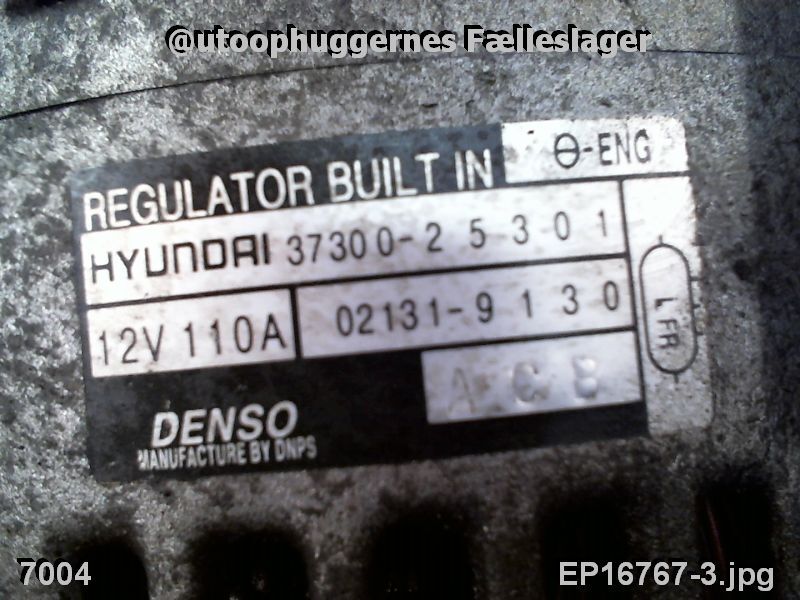 @utoophuggernes Fælleslager
REGULATOR BUILT IN
⊖-ENG
HYUNDAI 37300-25301
12V 110A
02131-9130
L FR
A C B
DENSO
MANUFACTURE BY DNPS
7004
EP16767-3.jpg